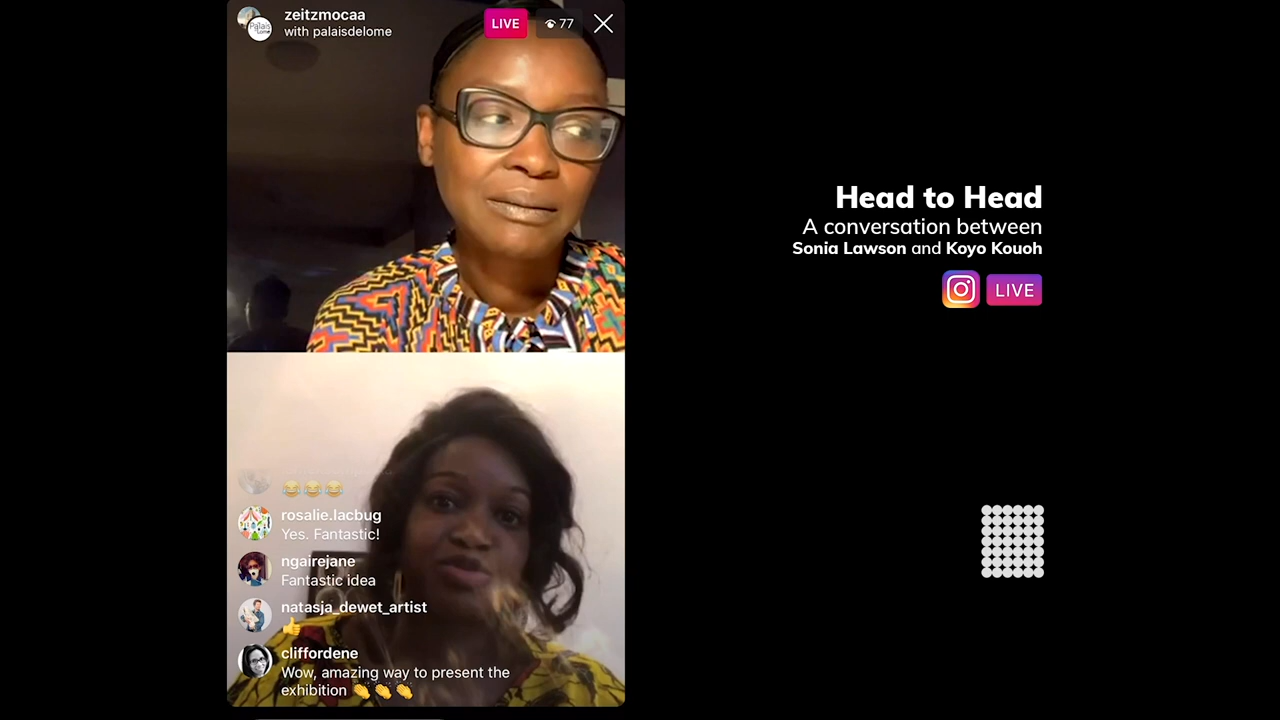 zeitzmocaa
with palaisdelome
LIVE
77
Head to Head
A conversation between
Sonia Lawson and Koyo Kouoh
LIVE
😂😂😂
rosalie.lacbug
Yes. Fantastic!
ngairejane
Fantastic idea
natasja_dewet_artist
👍
cliffordene
Wow, amazing way to present the
exhibition 👏👏👏